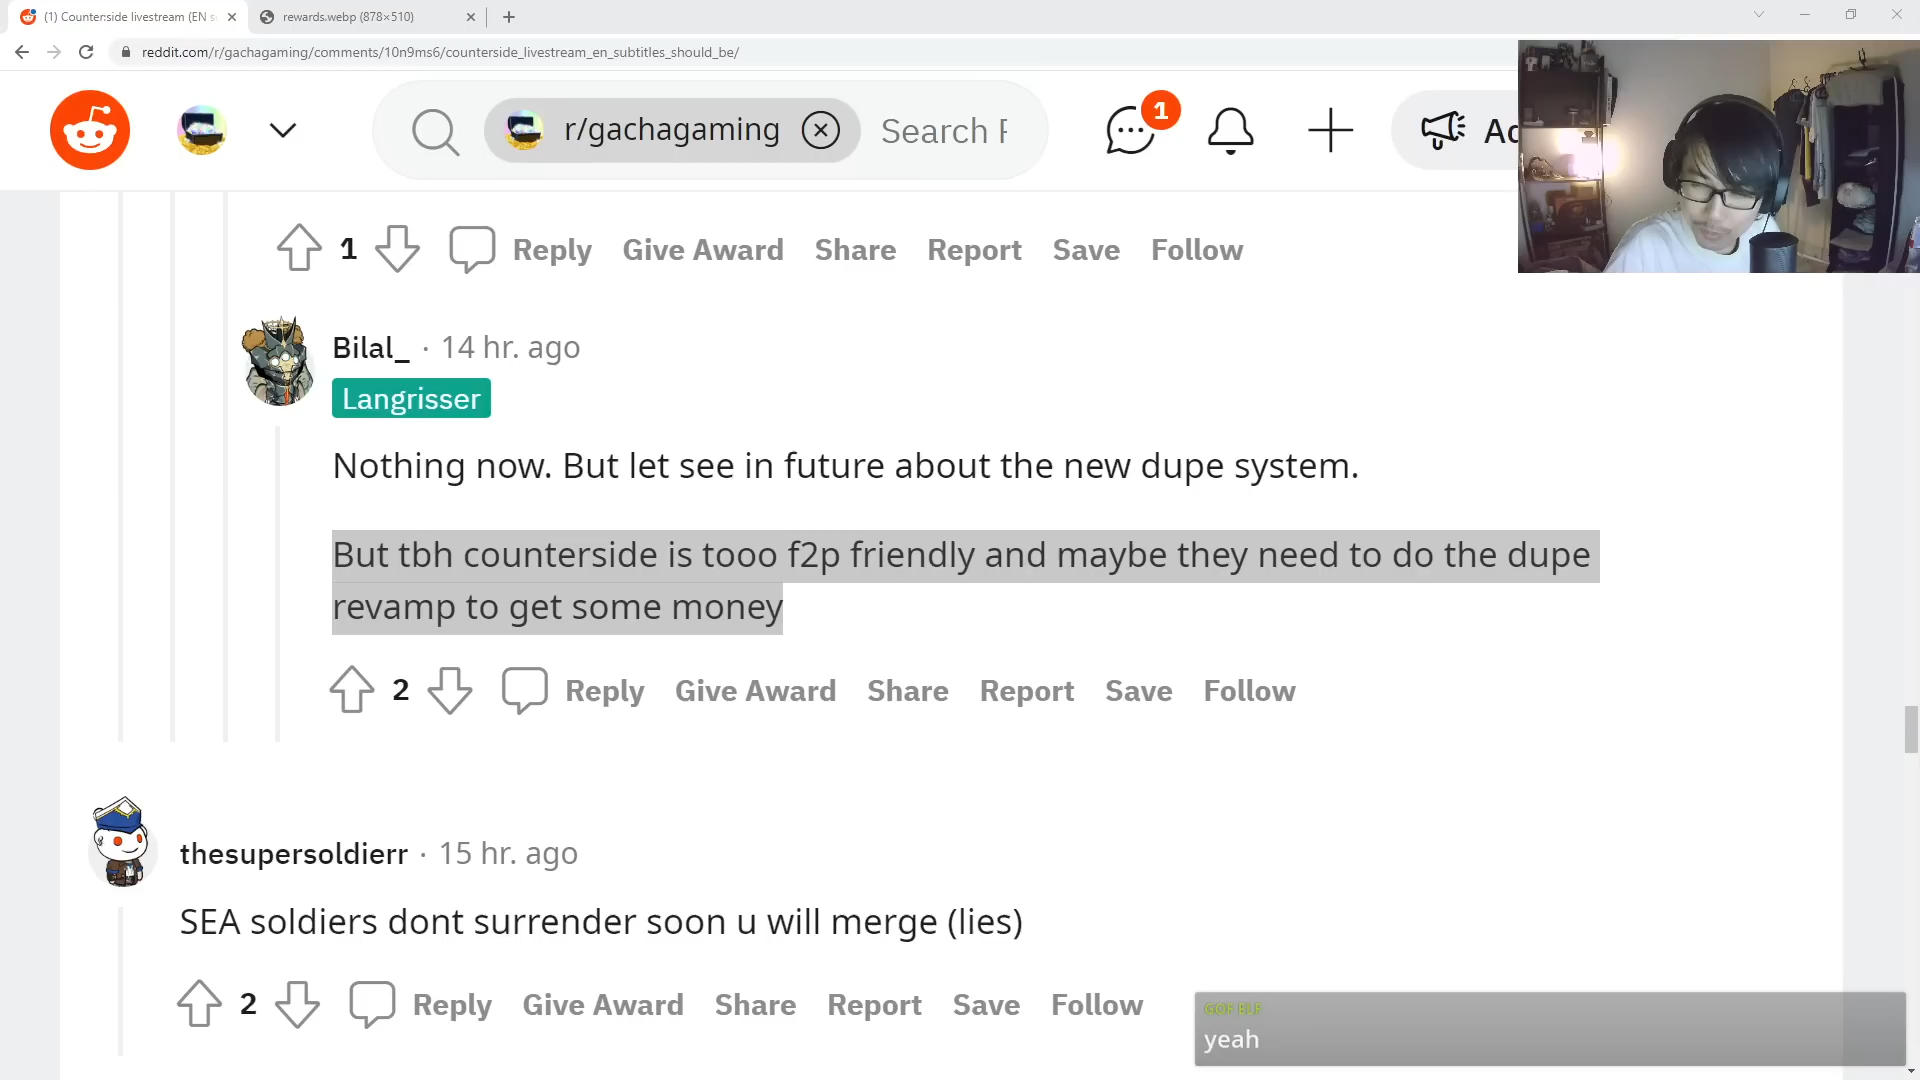 (1) Counter:side livestream (EN s
rewards.webp (878×510)
reddit.com/r/gachagaming/comments/10n9ms6/counterside_livestream_en_subtitles_should_be/
r/gachagaming
Search
1
Ad
1
Reply
Give Award
Share
Report
Save
Follow
Bilal_ · 14 hr. ago
Langrisser
Nothing now. But let see in future about the new dupe system.
But tbh counterside is tooo f2p friendly and maybe they need to do the dupe
revamp to get some money
2
Reply
Give Award
Share
Report
Save
Follow
thesupersoldierr · 15 hr. ago
SEA soldiers dont surrender soon u will merge (lies)
2
Reply
Give Award
Share
Report
Save
Follow
yeah